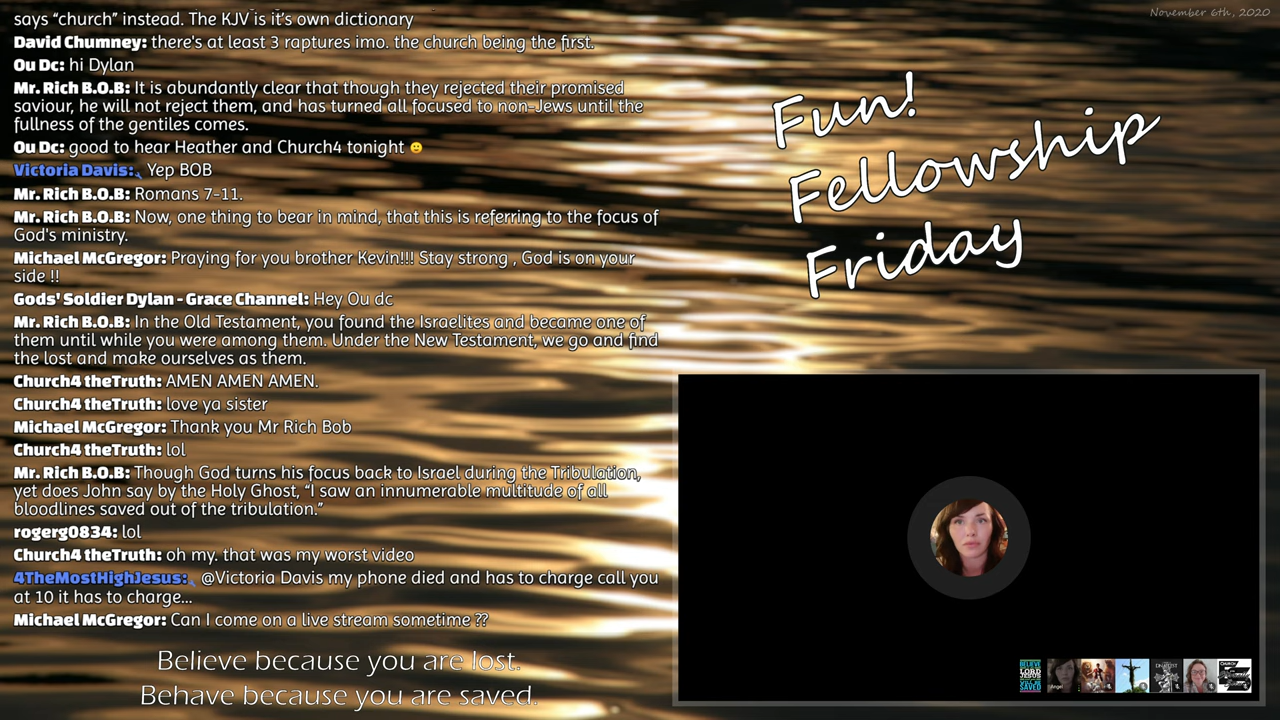 says “church” instead. The KJV is it’s own dictionary
David Chumney: there's at least 3 raptures imo. the church being the first.
Ou Dc: hi Dylan
Mr. Rich B.O.B: It is abundantly clear that though they rejected their promised
saviour, he will not reject them, and has turned all focused to non-Jews until the
fullness of the gentiles comes.
Ou Dc: good to hear Heather and Church4 tonight 🙂
Victoria Davis: Yep BOB
Mr. Rich B.O.B: Romans 7-11.
Mr. Rich B.O.B: Now, one thing to bear in mind, that this is referring to the focus of
God's ministry.
Michael McGregor: Praying for you brother Kevin!!! Stay strong , God is on your
side !!
Gods' Soldier Dylan - Grace Channel: Hey Ou dc
Mr. Rich B.O.B: In the Old Testament, you found the Israelites and became one of
them until while you were among them. Under the New Testament, we go and find
the lost and make ourselves as them.
Church4 theTruth: AMEN AMEN AMEN.
Church4 theTruth: love ya sister
Michael McGregor: Thank you Mr Rich Bob
Church4 theTruth: lol
Mr. Rich B.O.B: Though God turns his focus back to Israel during the Tribulation,
yet does John say by the Holy Ghost, “I saw an innumerable multitude of all
bloodlines saved out of the tribulation.”
rogerg0834: lol
Church4 theTruth: oh my. that was my worst video
4TheMostHighJesus: @Victoria Davis my phone died and has to charge call you
at 10 it has to charge...
Michael McGregor: Can I come on a live stream sometime ??
Believe because you are lost.
Behave because you are saved.
November 6th, 2020
Fun!
Fellowship
Friday
BELIEVE
LORD
JESUS
SAVED
Angel
CHURCH